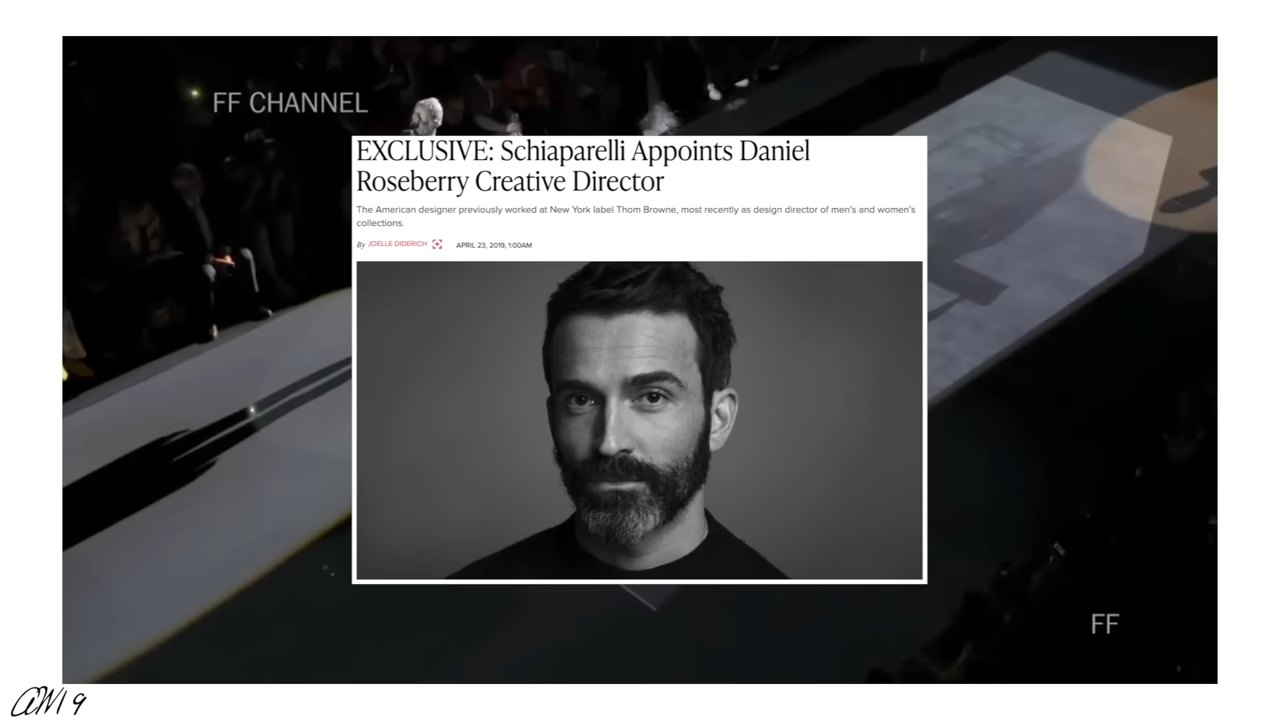 FF CHANNEL
EXCLUSIVE: Schiaparelli Appoints Daniel
Roseberry Creative Director
The American designer previously worked at New York label Thom Browne, most recently as design director of men's and women's
collections.
By JOELLE DIDERICH APRIL 23, 2019, 1:00AM
FF